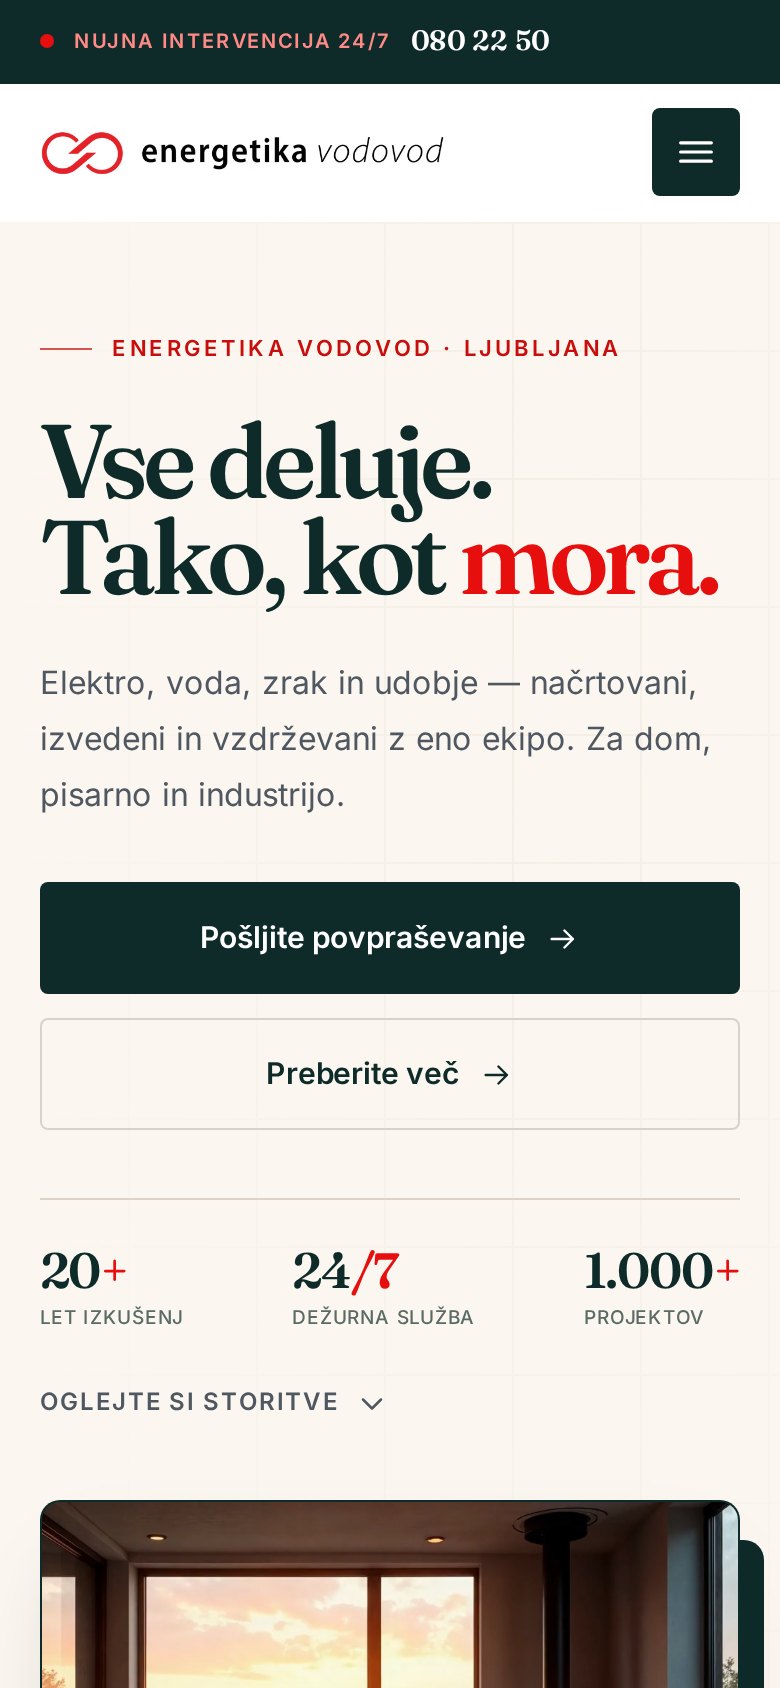 NUJNA INTERVENCIJA 24/7 080 22 50
energetika vodovod
ENERGETIKA VODOVOD · LJUBLJANA
Vse deluje.
Tako, kot mora.
Elektro, voda, zrak in udobje — načrtovani,
izvedeni in vzdrževani z eno ekipo. Za dom,
pisarno in industrijo.
Pošljite povpraševanje →
Preberite več →
20+ 24/7 1.000+
LET IZKUŠENJ DEŽURNA SLUŽBA PROJEKTOV
OGLEJTE SI STORITVE